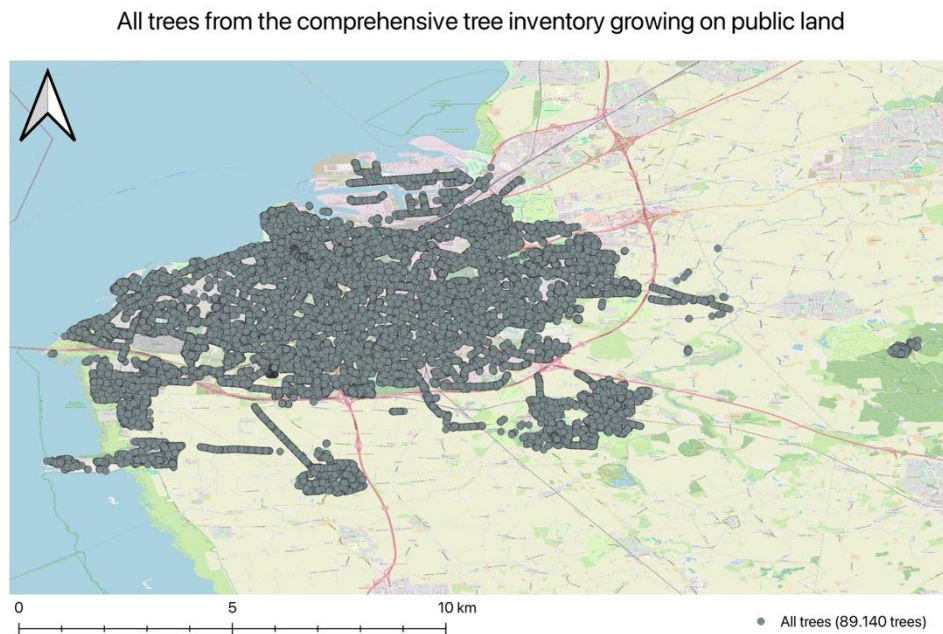 All trees from the comprehensive tree inventory growing on public land
0 5 10 km
All trees (89.140 trees)